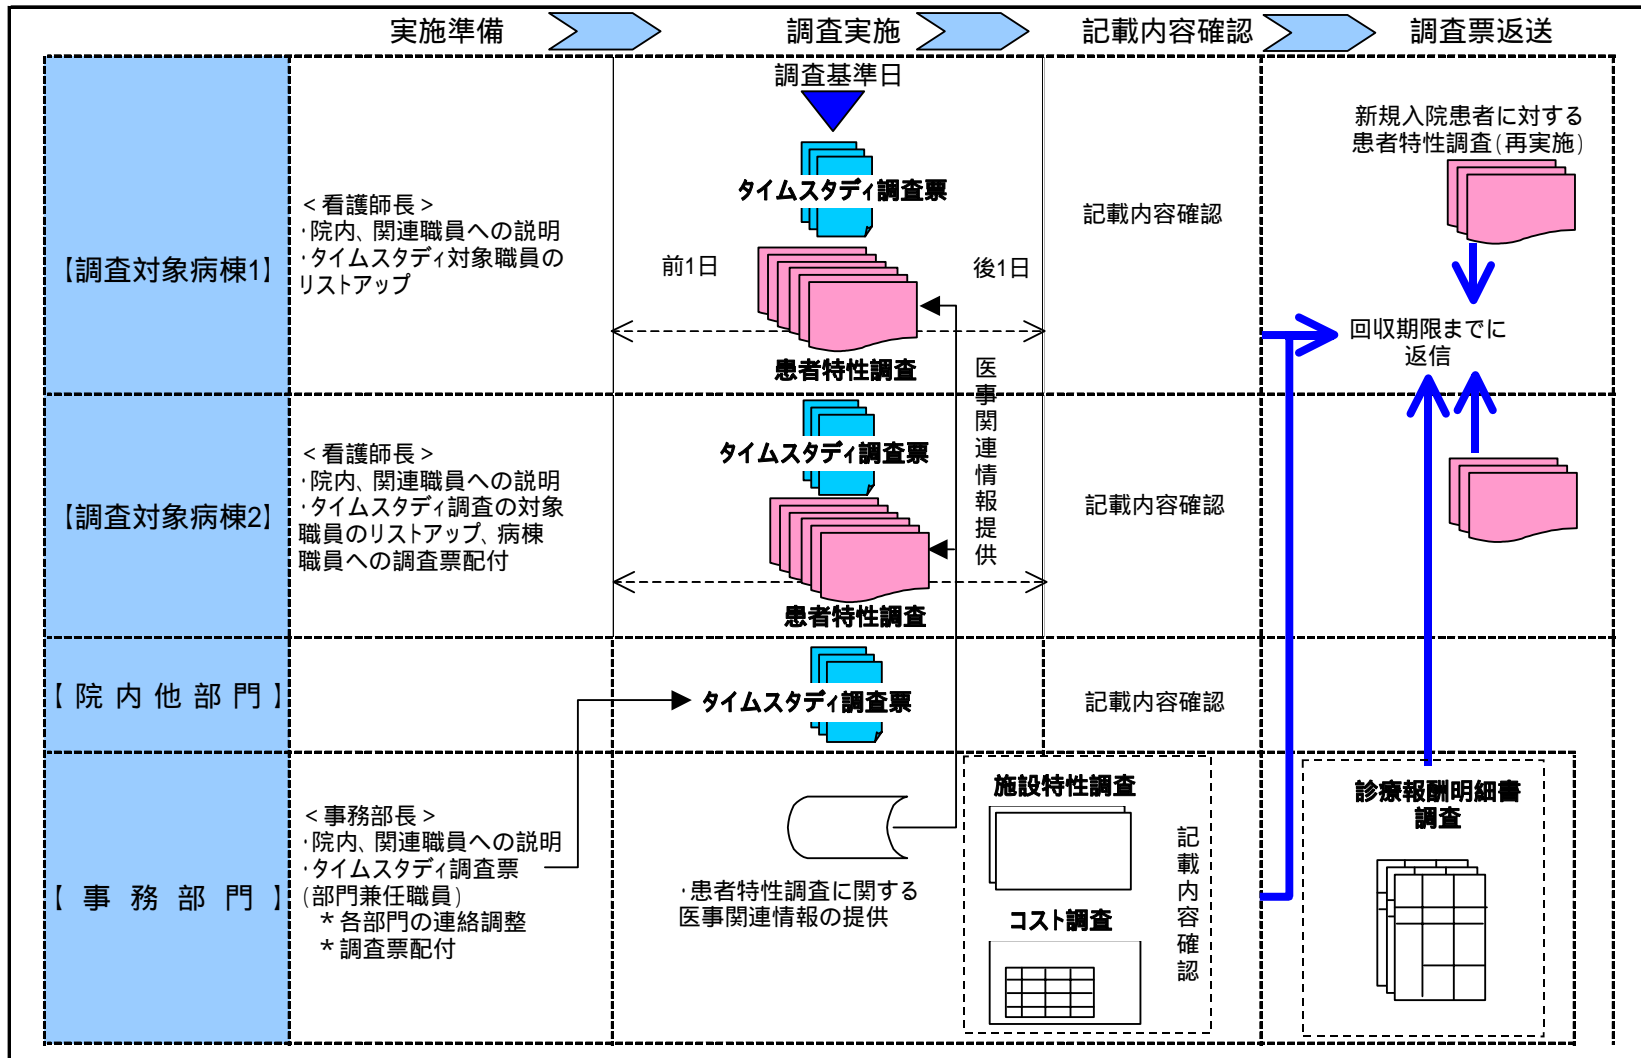 実施準備
調査実施
記載内容確認
調査票返送
調査基準日
【調査対象病棟1】
＜看護師長＞
・院内、関連職員への説明
・タイムスタディ対象職員の
リストアップ
タイムスタディ調査票
前1日
後1日
患者特性調査
記載内容確認
新規入院患者に対する
患者特性調査(再実施)
回収期限までに
返信
医事関連情報提供
【調査対象病棟2】
＜看護師長＞
・院内、関連職員への説明
・タイムスタディ調査の対象
職員のリストアップ、病棟
職員への調査票配付
タイムスタディ調査票
患者特性調査
記載内容確認
【院内他部門】
タイムスタディ調査票
記載内容確認
【事務部門】
＜事務部長＞
・院内、関連職員への説明
・タイムスタディ調査票
(部門兼任職員)
＊各部門の連絡調整
＊調査票配付
・患者特性調査に関する
医事関連情報の提供
施設特性調査
コスト調査
記載内容確認
診療報酬明細書
調査